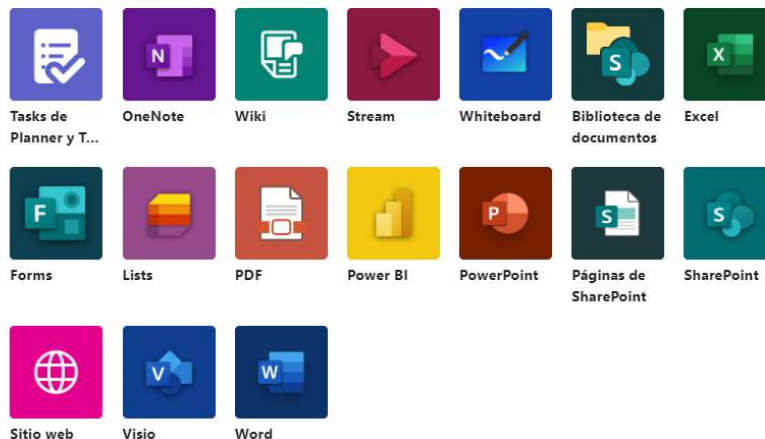 Tasks de
Planner y T...
OneNote
Wiki
Stream
Whiteboard
Biblioteca de
documentos
Excel
Forms
Lists
PDF
Power BI
PowerPoint
Páginas de
SharePoint
SharePoint
Sitio web
Visio
Word
N
S
X
F
P
S
S
V
W